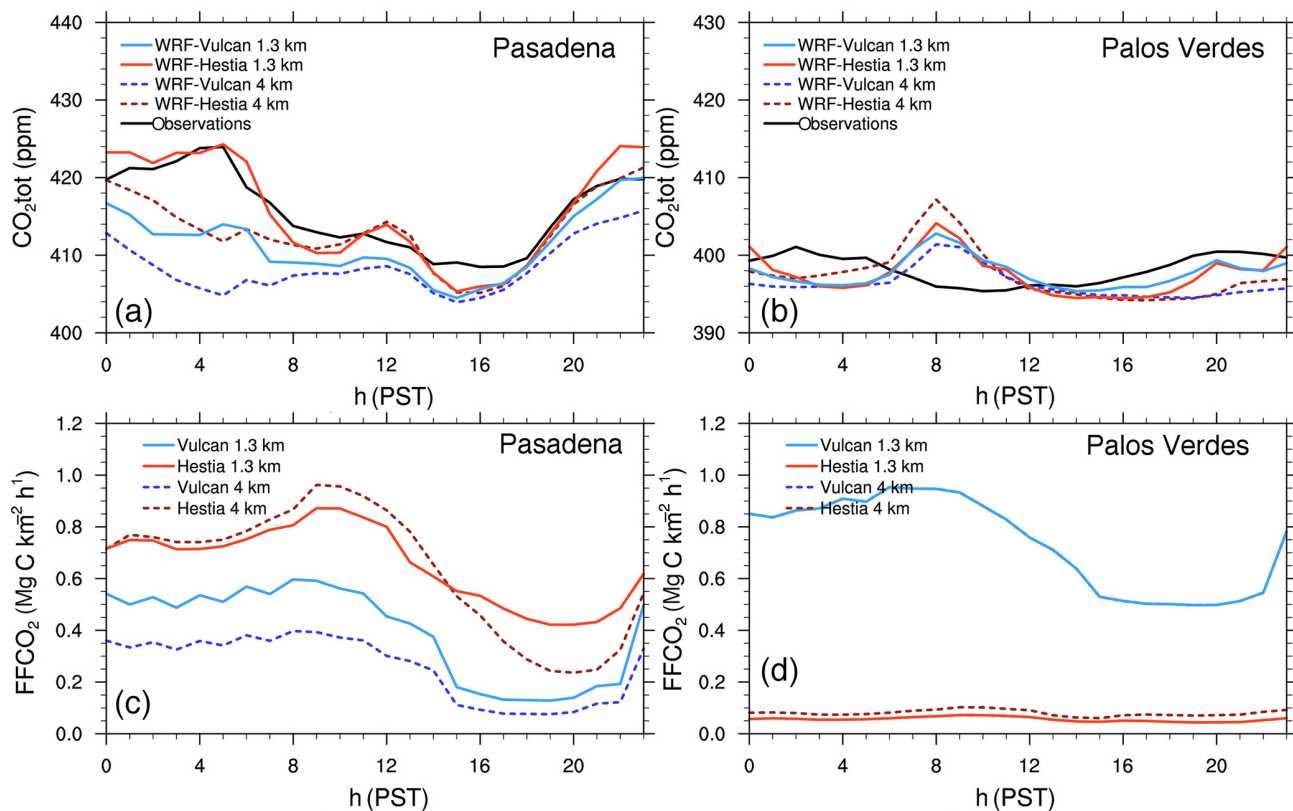 440
430
420
410
400
CO₂tot (ppm)
WRF-Vulcan 1.3 km
WRF-Hestia 1.3 km
WRF-Vulcan 4 km
WRF-Hestia 4 km
Observations
Pasadena
(a)
0 4 8 12 16 20
h (PST)
430
420
410
400
390
CO₂tot (ppm)
WRF-Vulcan 1.3 km
WRF-Hestia 1.3 km
WRF-Vulcan 4 km
WRF-Hestia 4 km
Observations
Palos Verdes
(b)
0 4 8 12 16 20
h (PST)
1.2
1.0
0.8
0.6
0.4
0.2
0.0
FFCO₂ (Mg C km⁻² h¹)
Vulcan 1.3 km
Hestia 1.3 km
Vulcan 4 km
Hestia 4 km
Pasadena
(c)
0 4 8 12 16 20
h (PST)
1.2
1.0
0.8
0.6
0.4
0.2
0.0
FFCO₂ (Mg C km⁻² h¹)
Vulcan 1.3 km
Hestia 1.3 km
Vulcan 4 km
Hestia 4 km
Palos Verdes
(d)
0 4 8 12 16 20
h (PST)